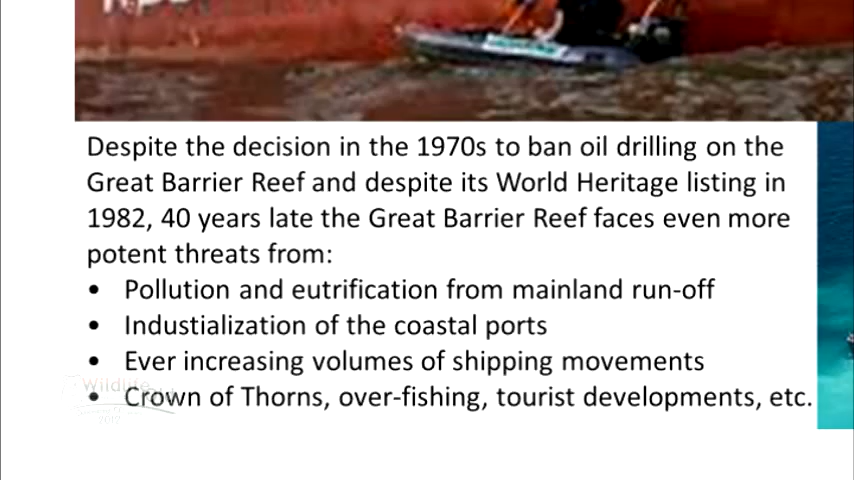 Despite the decision in the 1970s to ban oil drilling on the
Great Barrier Reef and despite its World Heritage listing in
1982, 40 years late the Great Barrier Reef faces even more
potent threats from:
• Pollution and eutrification from mainland run-off
• Industialization of the coastal ports
• Ever increasing volumes of shipping movements
• Crown of Thorns, over-fishing, tourist developments, etc.
Wildlife
2012